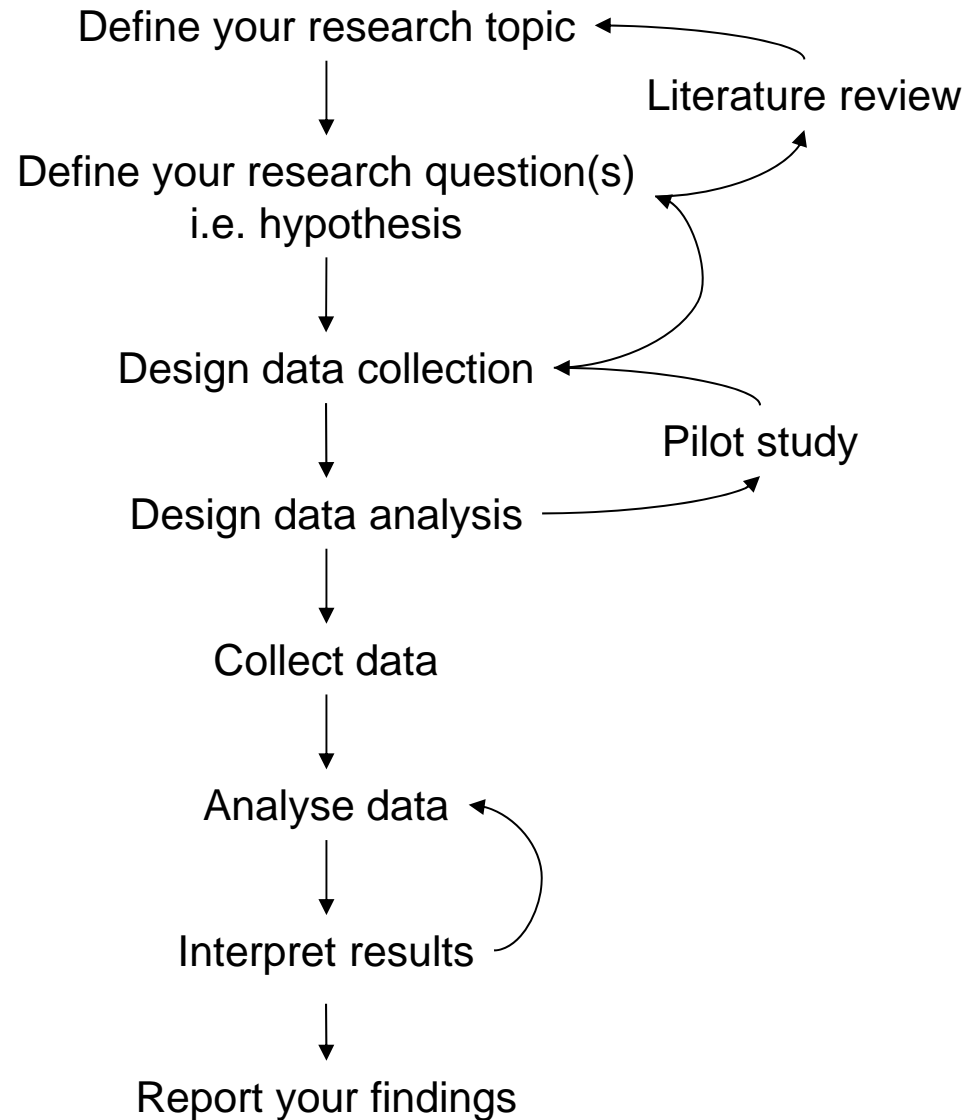 Define your research topic
Literature review
Define your research question(s)
i.e. hypothesis
Design data collection
Pilot study
Design data analysis
Collect data
Analyse data
Interpret results
Report your findings